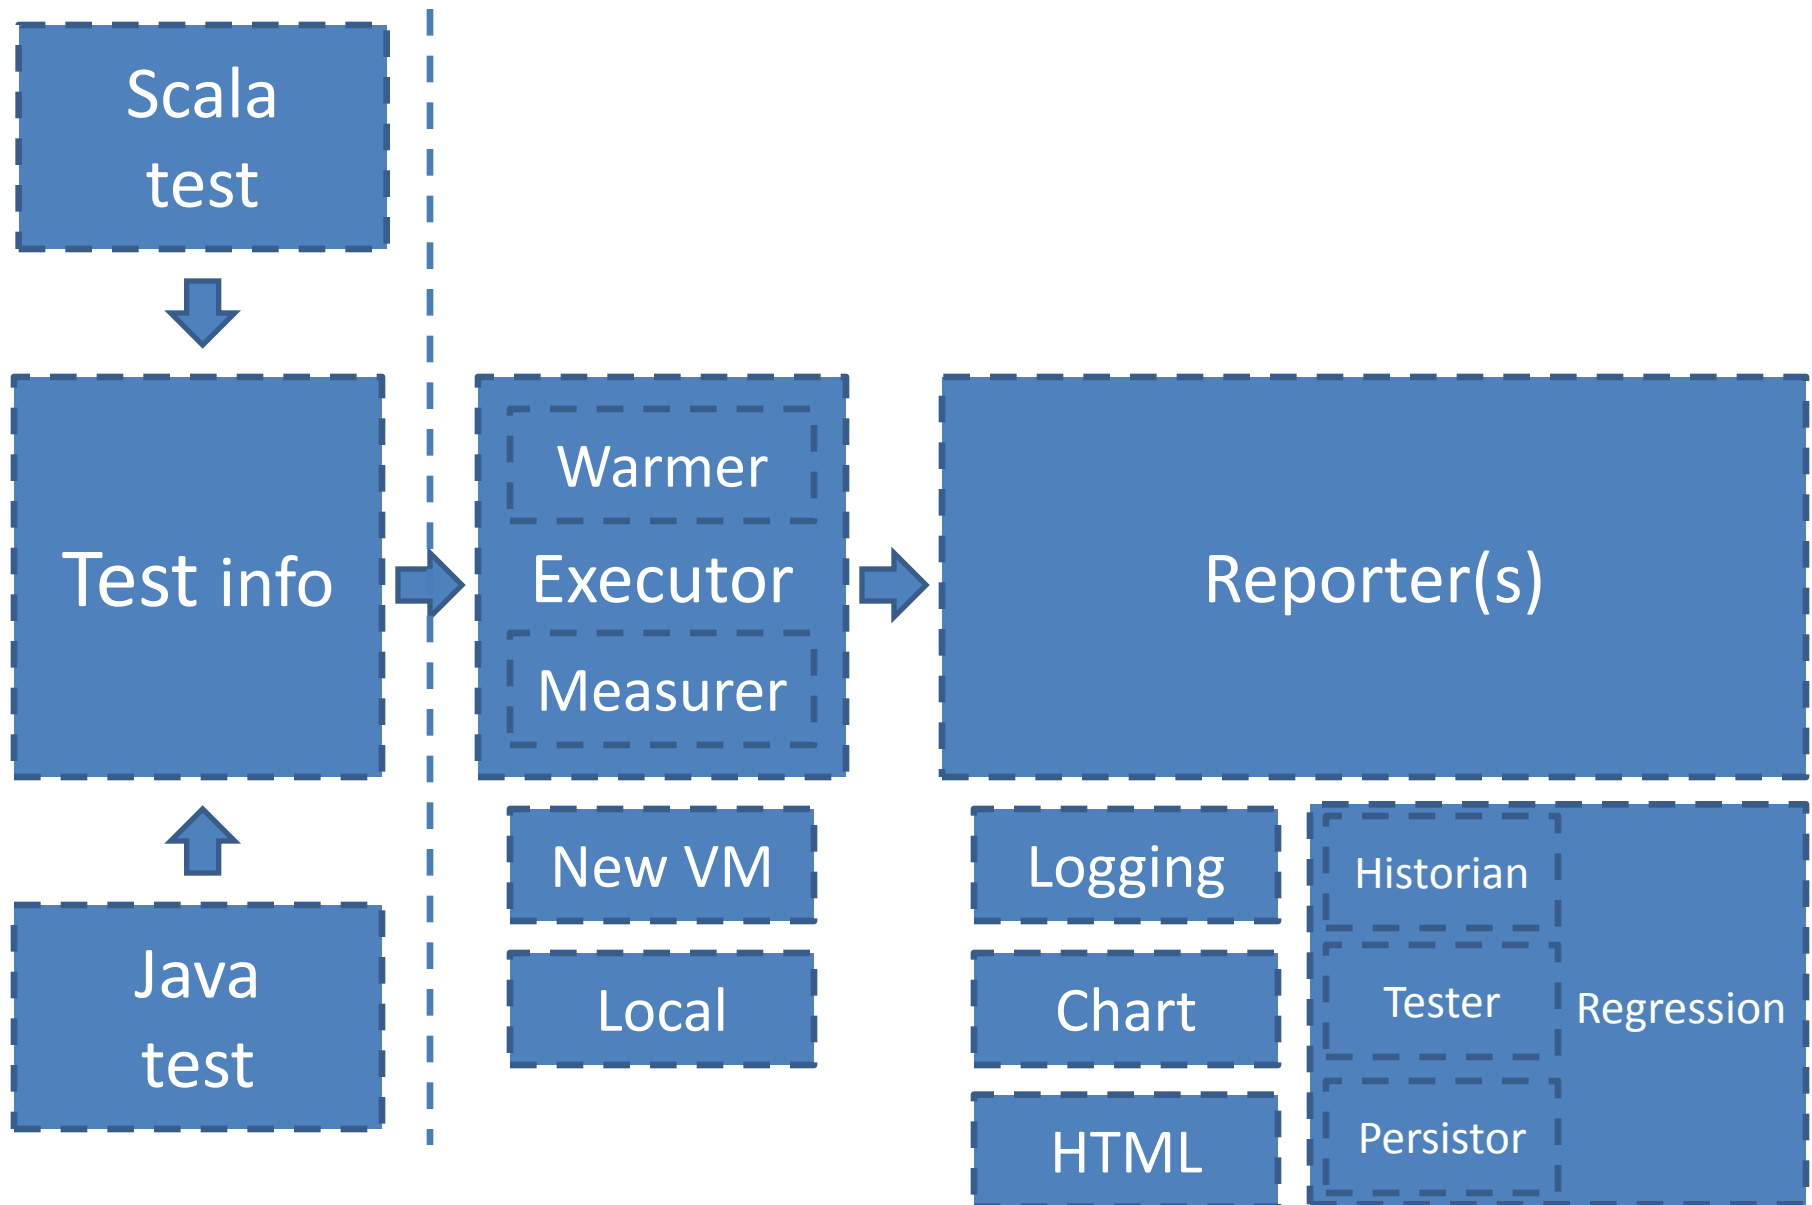 Scala
test
Test info
Java
test
Warmer
Executor
Measurer
New VM
Local
Reporter(s)
Logging
Chart
HTML
Historian
Tester
Persistor
Regression